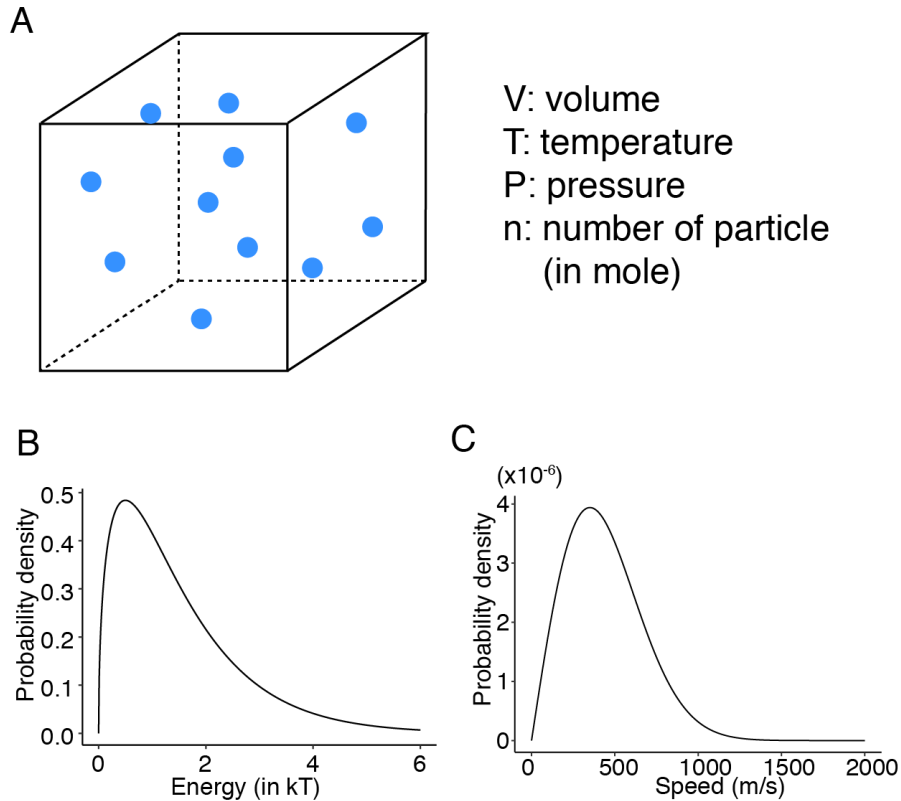 A
V: volume
T: temperature
P: pressure
n: number of particle
(in mole)
B
Probability density
0.5
0.4
0.3
0.2
0.1
0.0
0 2 4 6
Energy (in kT)
C
(x10⁻⁶)
Probability density
4
3
2
1
0
0 500 1000 1500 2000
Speed (m/s)